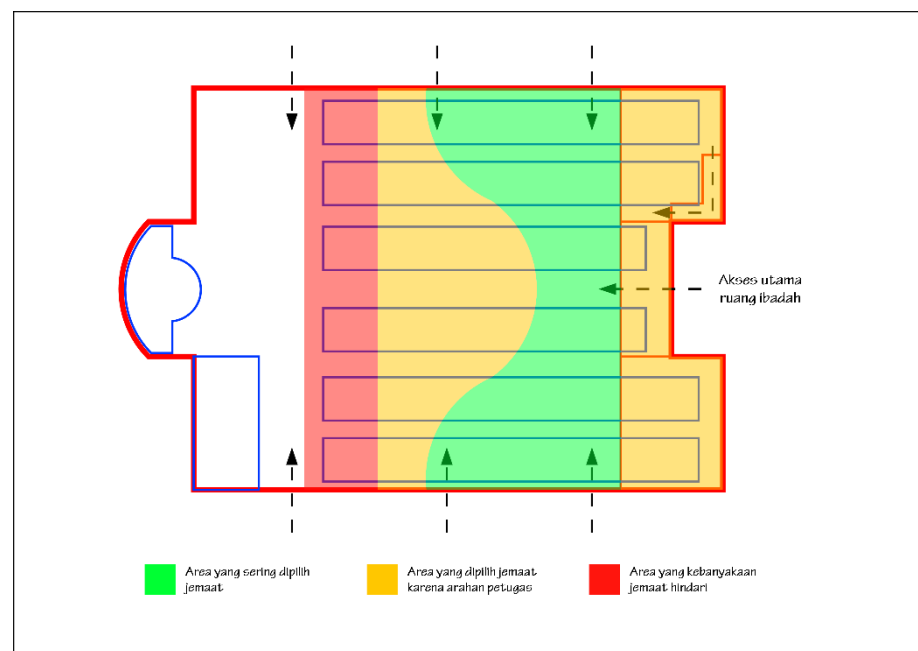 Akses utama
ruang ibadah
Area yang sering dipilih
jemaat
Area yang dipilih jemaat
karena arahan petugas
Area yang kebanyakaan
jemaat hindari